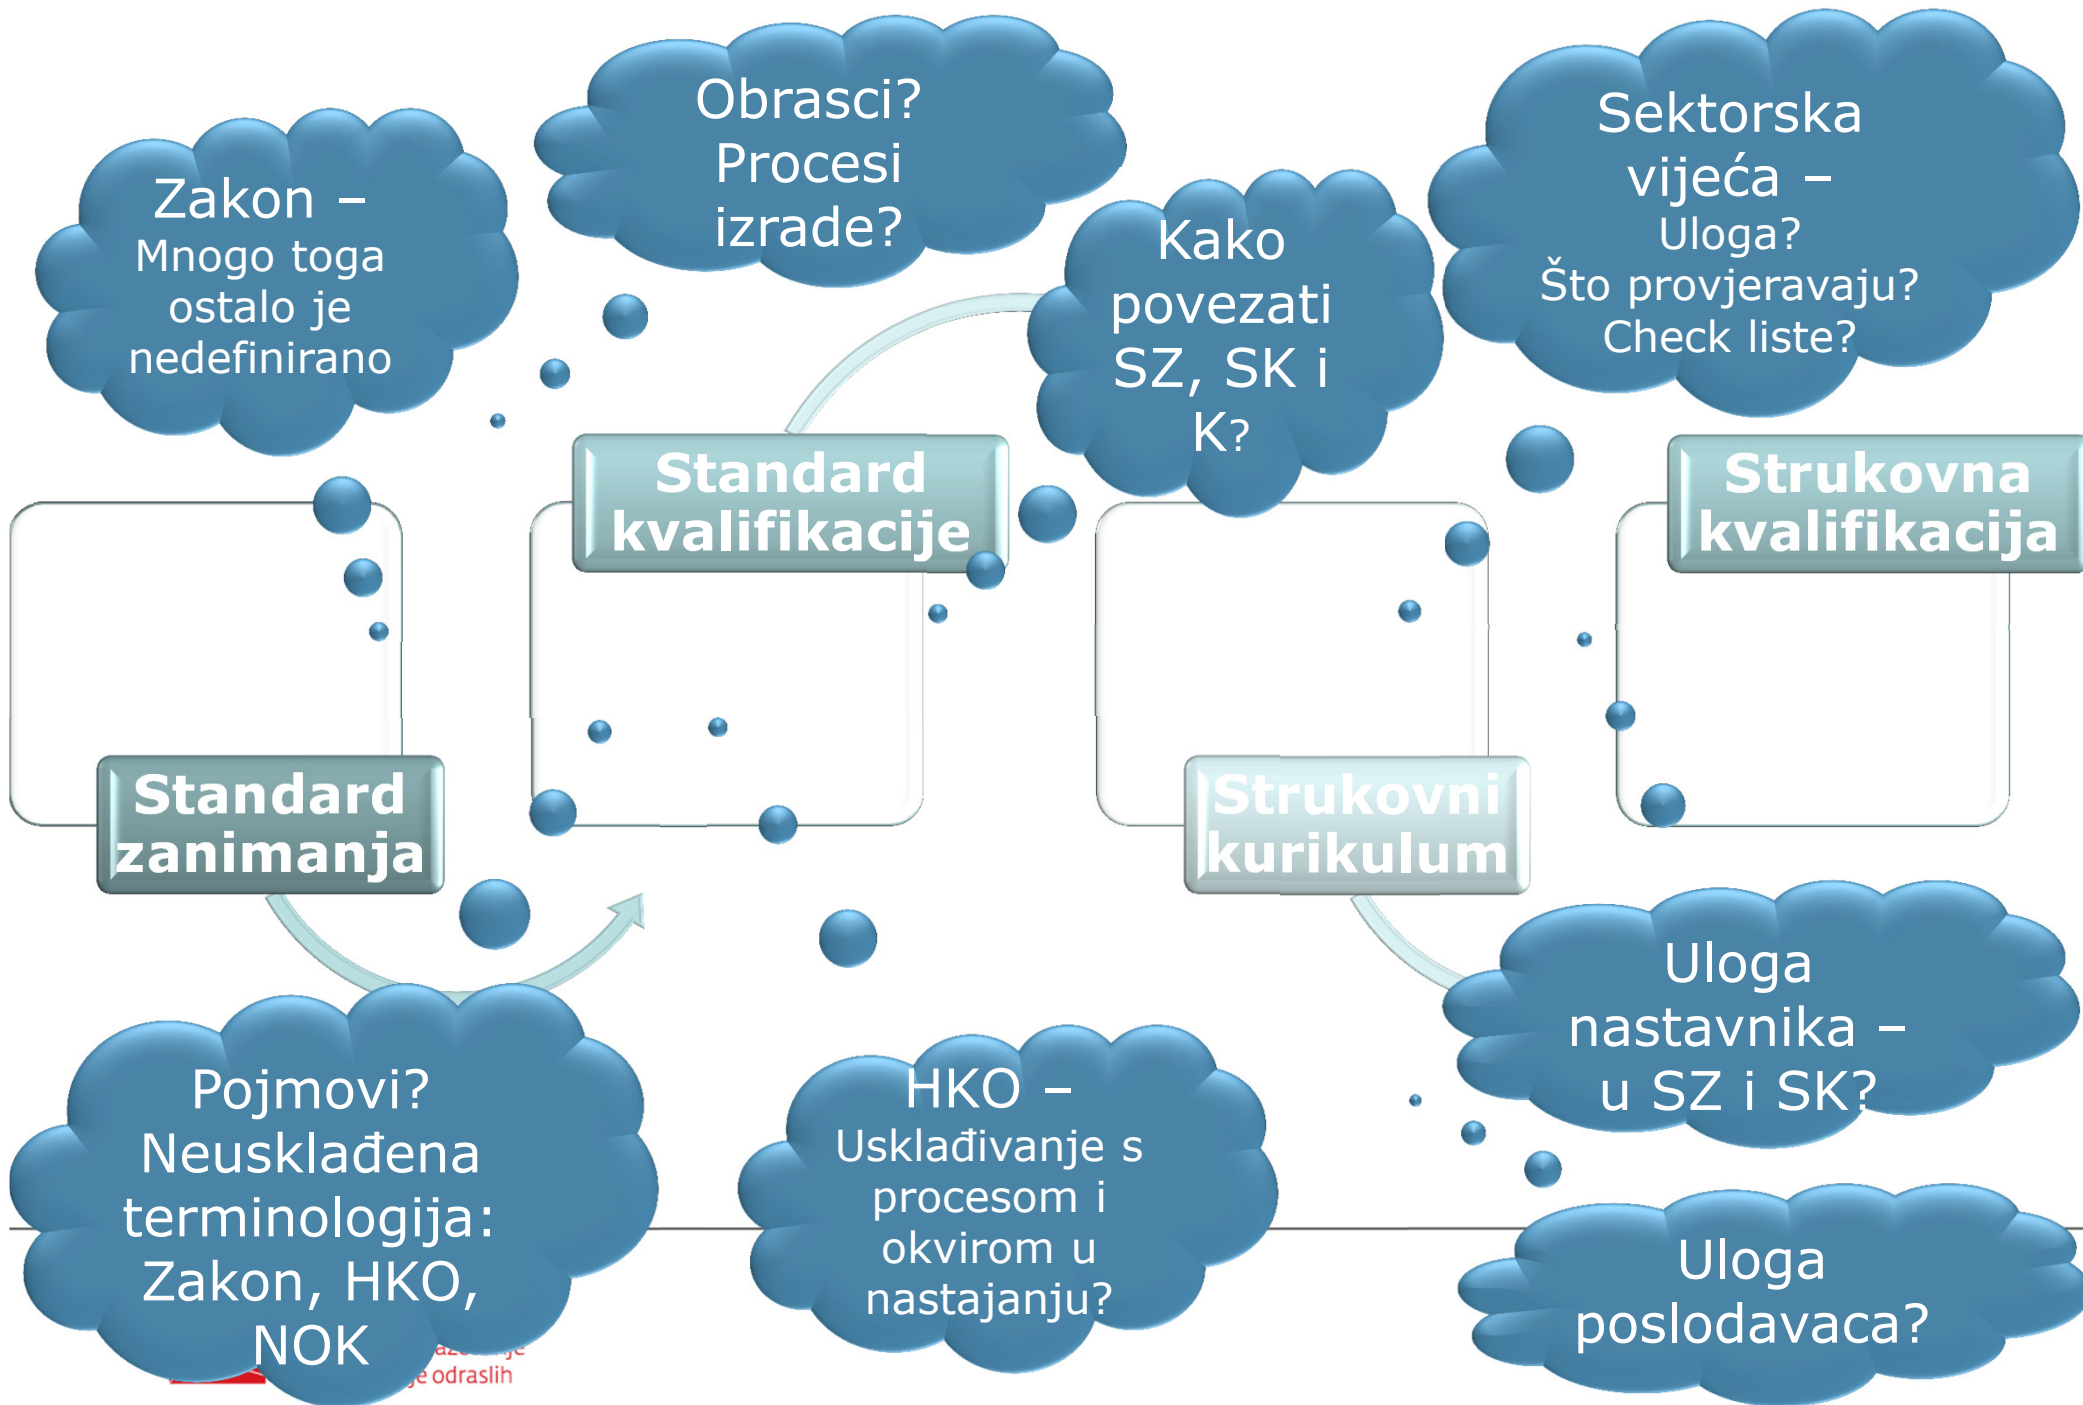 Zakon –
Mnogo toga
ostalo je
nedefinirano
Obrasci?
Procesi
izrade?
Kako
povezati
SZ, SK i
K?
Sektorska
vijeća –
Uloga?
Što provjeravaju?
Check liste?
Standard
kvalifikacije
Strukovna
kvalifikacija
Standard
zanimanja
Strukovni
kurikulum
Pojmovi?
Neusklađena
terminologija:
Zakon, HKO,
NOK
HKO –
Usklađivanje s
procesom i
okvirom u
nastajanju?
Uloga
nastavnika –
u SZ i SK?
Uloga
poslodavaca?
odraslih